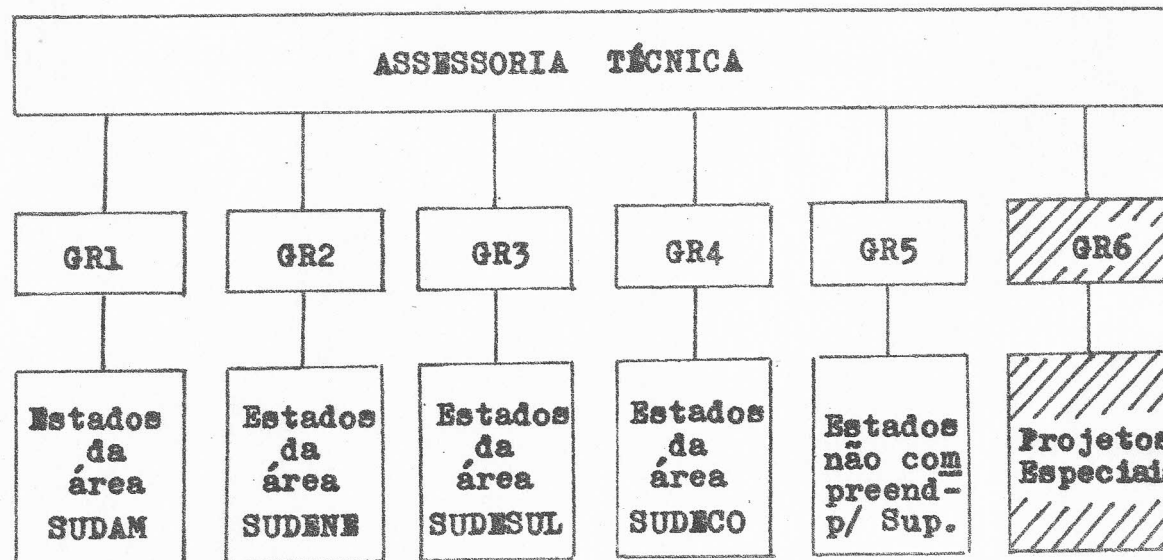 ASSESSORIA TÉCNICA
GR1
GR2
GR3
GR4
GR5
GR6
Estados
da
área
SUDAM
Estados
da
área
SUDENE
Estados
da
área
SUDESUL
Estados
da
área
SUDECO
Estados
não com
preend-
p/ Sup.
Projetos
Especiai